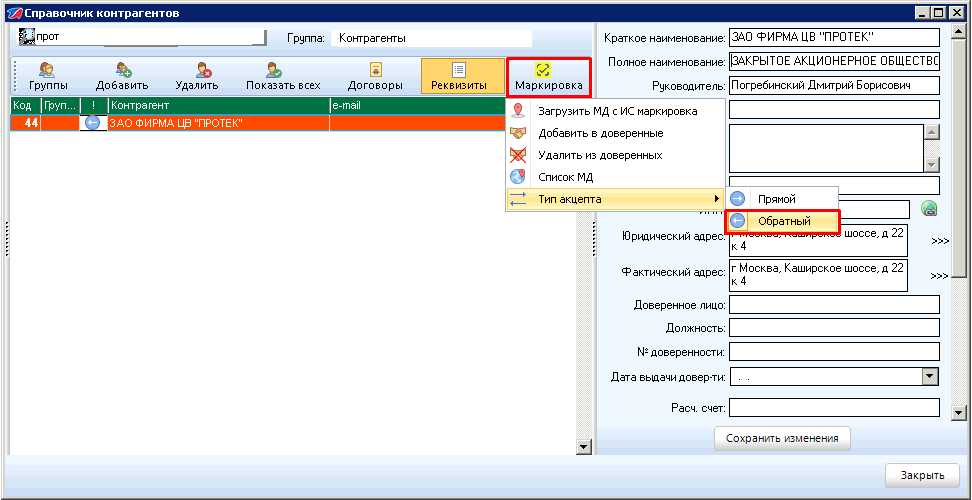 Справочник контрагентов
прот
Группа: Контрагенты
Группы
Добавить
Удалить
Показать всех
Договоры
Реквизиты
Маркировка
Код Груп... ! Контрагент e-mail
44 ЗАО ФИРМА ЦВ "ПРОТЕК"
Загрузить МД с ИС маркировка
Добавить в доверенные
Удалить из доверенных
Список МД
Тип акцепта
Прямой
Обратный
Краткое наименование: ЗАО ФИРМА ЦВ "ПРОТЕК"
Полное наименование: ЗАКРЫТОЕ АКЦИОНЕРНОЕ ОБЩЕСТВО
Руководитель: Погребинский Дмитрий Борисович
Юридический адрес: г Москва, Каширское шоссе, д 22
к 4
>>>
Фактический адрес: г Москва, Каширское шоссе, д 22
к 4
>>>
Доверенное лицо:
Должность:
№ доверенности:
Дата выдачи довер-ти: . .
Расч. счет:
Сохранить изменения
Закрыть